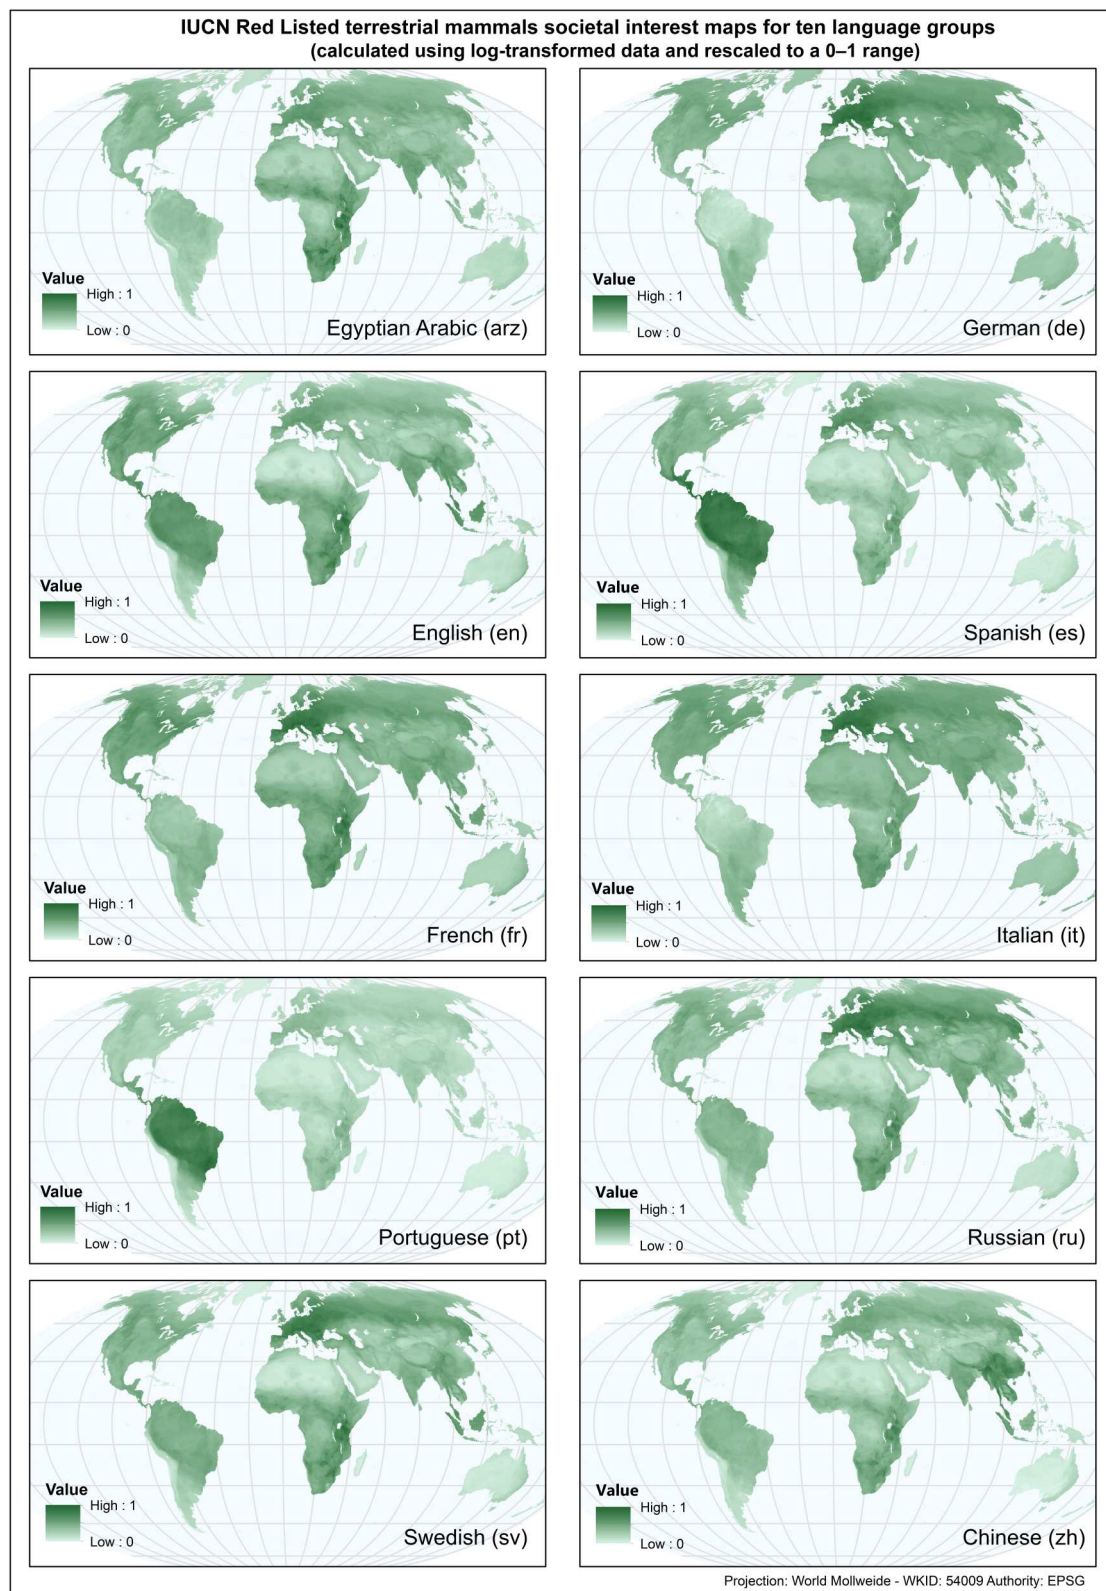 IUCN Red Listed terrestrial mammals societal interest maps for ten language groups
(calculated using log-transformed data and rescaled to a 0–1 range)
Value
High : 1
Low : 0
Egyptian Arabic (arz)
Value
High : 1
Low : 0
German (de)
Value
High : 1
Low : 0
English (en)
Value
High : 1
Low : 0
Spanish (es)
Value
High : 1
Low : 0
French (fr)
Value
High : 1
Low : 0
Italian (it)
Value
High : 1
Low : 0
Portuguese (pt)
Value
High : 1
Low : 0
Russian (ru)
Value
High : 1
Low : 0
Swedish (sv)
Value
High : 1
Low : 0
Chinese (zh)
Projection: World Mollweide - WKID: 54009 Authority: EPSG